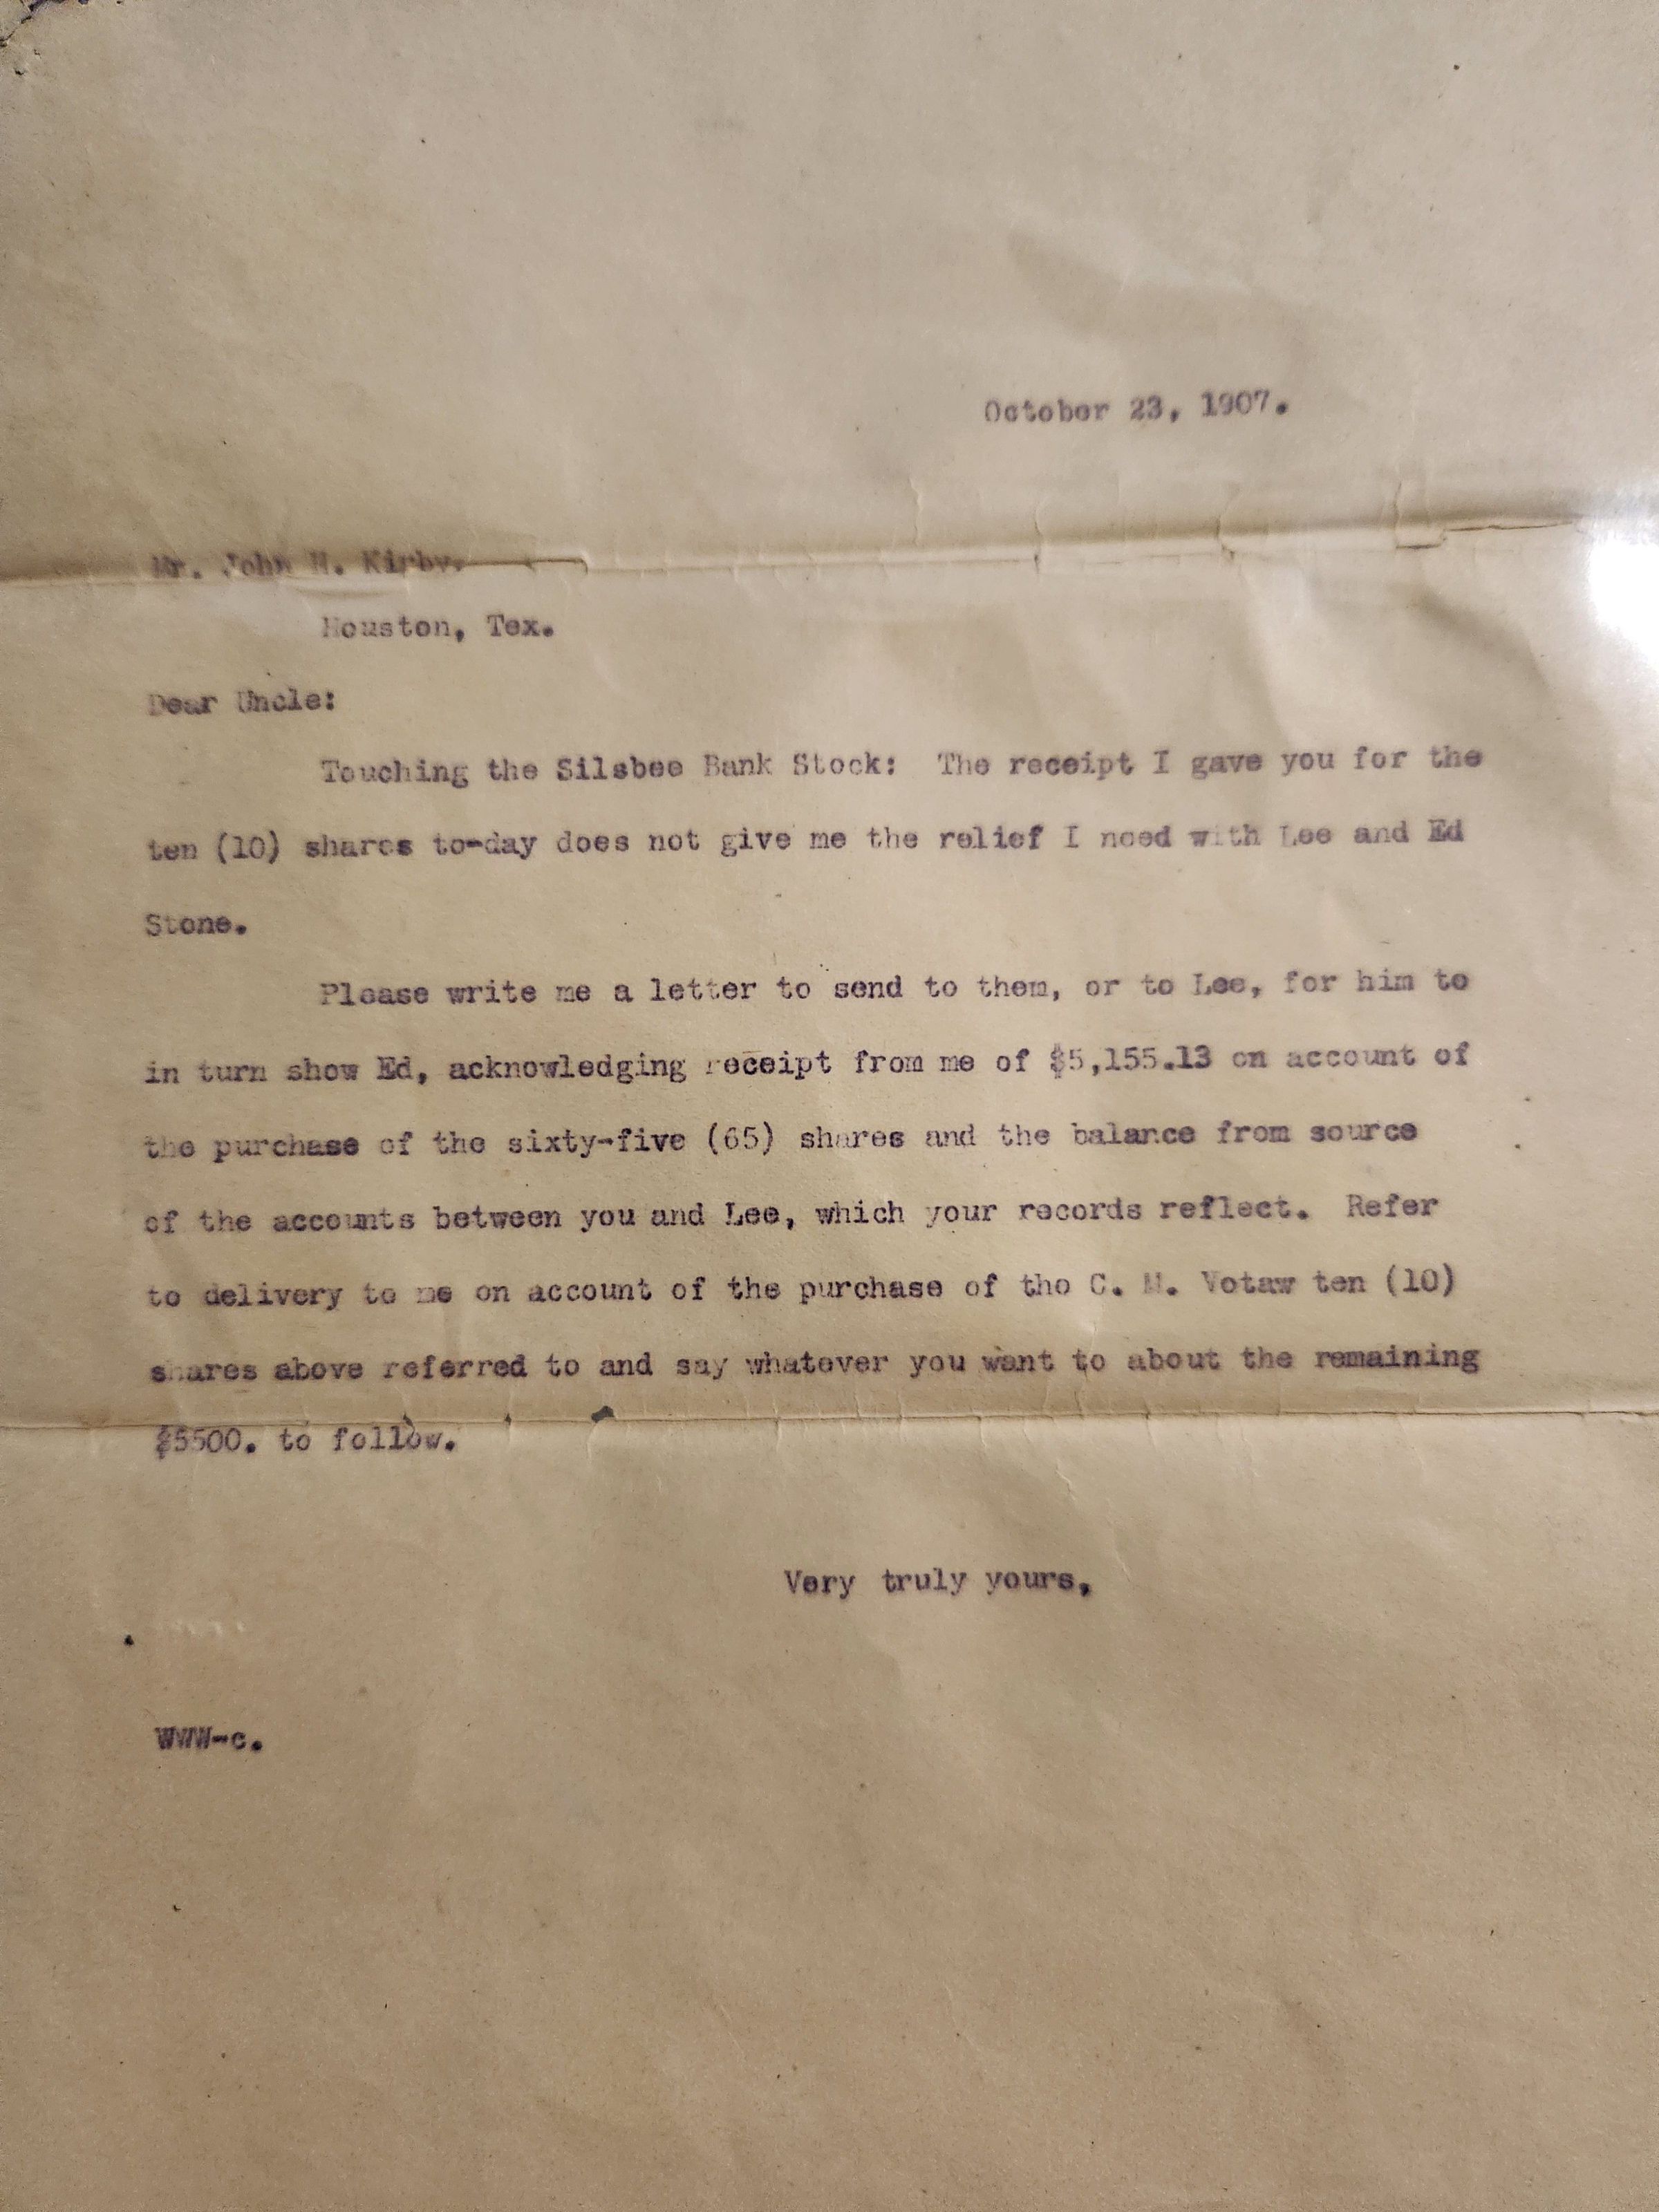 October 23, 1907.
Mr. John H. Kirby,
Houston, Tex.
Dear Uncle:
Touching the Silsbee Bank Stock: The receipt I gave you for the
ten (10) shares to-day does not give me the relief I need with Lee and Ed
Stone.
Please write me a letter to send to them, or to Lee, for him to
in turn show Ed, acknowledging receipt from me of $5,155.13 on account of
the purchase of the sixty-five (65) shares and the balance from source
of the accounts between you and Lee, which your records reflect. Refer
to delivery to me on account of the purchase of the C. M. Votaw ten (10)
shares above referred to and say whatever you want to about the remaining
$5500. to follow.
Very truly yours,
WWW-c.